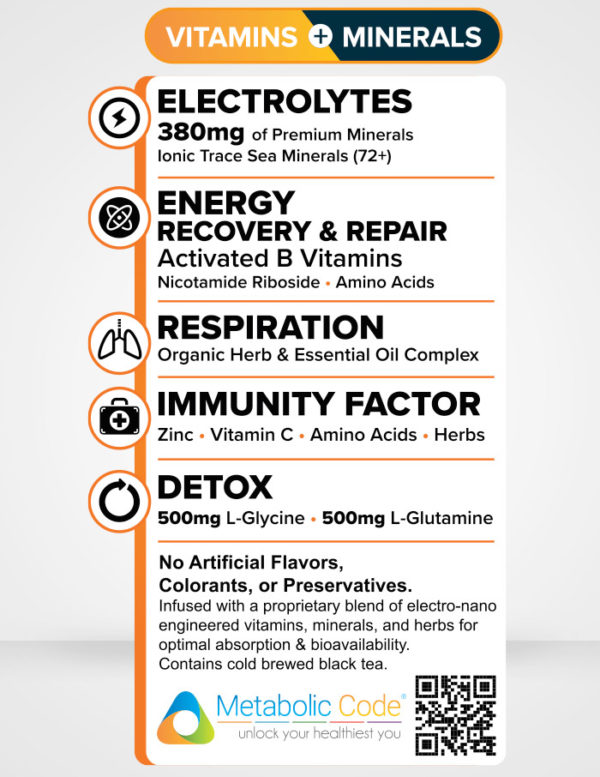 VITAMINS + MINERALS
ELECTROLYTES
380mg of Premium Minerals
Ionic Trace Sea Minerals (72+)
ENERGY
RECOVERY & REPAIR
Activated B Vitamins
Nicotamide Riboside • Amino Acids
RESPIRATION
Organic Herb & Essential Oil Complex
IMMUNITY FACTOR
Zinc • Vitamin C • Amino Acids • Herbs
DETOX
500mg L-Glycine • 500mg L-Glutamine
No Artificial Flavors,
Colorants, or Preservatives.
Infused with a proprietary blend of electro-nano
engineered vitamins, minerals, and herbs for
optimal absorption & bioavailability.
Contains cold brewed black tea.
Metabolic Code®
unlock your healthiest you